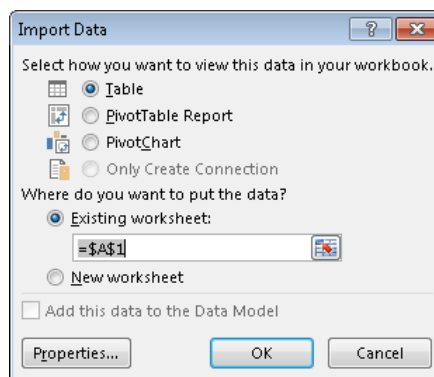 Import Data
Select how you want to view this data in your workbook.
Table
PivotTable Report
PivotChart
Only Create Connection
Where do you want to put the data?
Existing worksheet:
=$A$1
New worksheet
Add this data to the Data Model
Properties...
OK
Cancel